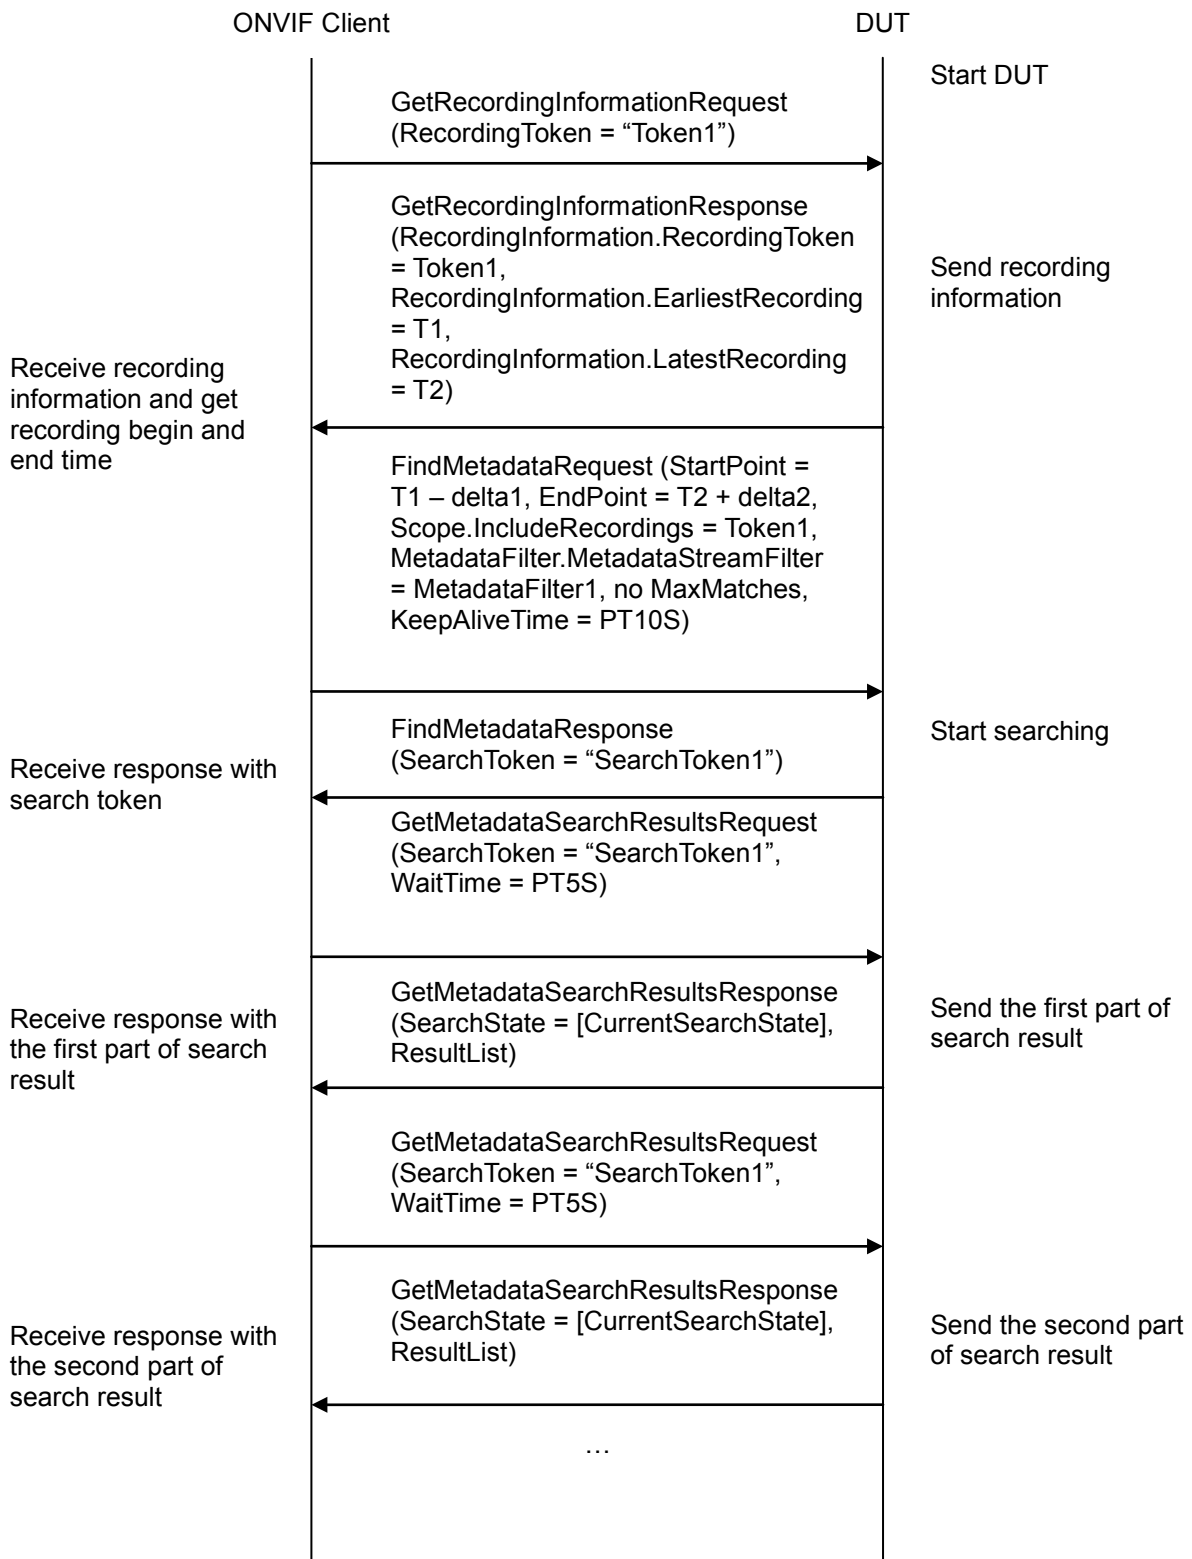 ONVIF Client
DUT
Start DUT
GetRecordingInformationRequest
(RecordingToken = “Token1”)
GetRecordingInformationResponse
(RecordingInformation.RecordingToken
= Token1,
RecordingInformation.EarliestRecording
= T1,
RecordingInformation.LatestRecording
= T2)
Send recording
information
Receive recording
information and get
recording begin and
end time
FindMetadataRequest (StartPoint =
T1 – delta1, EndPoint = T2 + delta2,
Scope.IncludeRecordings = Token1,
MetadataFilter.MetadataStreamFilter
= MetadataFilter1, no MaxMatches,
KeepAliveTime = PT10S)
Start searching
FindMetadataResponse
(SearchToken = “SearchToken1”)
Receive response with
search token
GetMetadataSearchResultsRequest
(SearchToken = “SearchToken1”,
WaitTime = PT5S)
GetMetadataSearchResultsResponse
(SearchState = [CurrentSearchState],
ResultList)
Send the first part of
search result
Receive response with
the first part of search
result
GetMetadataSearchResultsRequest
(SearchToken = “SearchToken1”,
WaitTime = PT5S)
GetMetadataSearchResultsResponse
(SearchState = [CurrentSearchState],
ResultList)
Send the second part
of search result
Receive response with
the second part of
search result
…